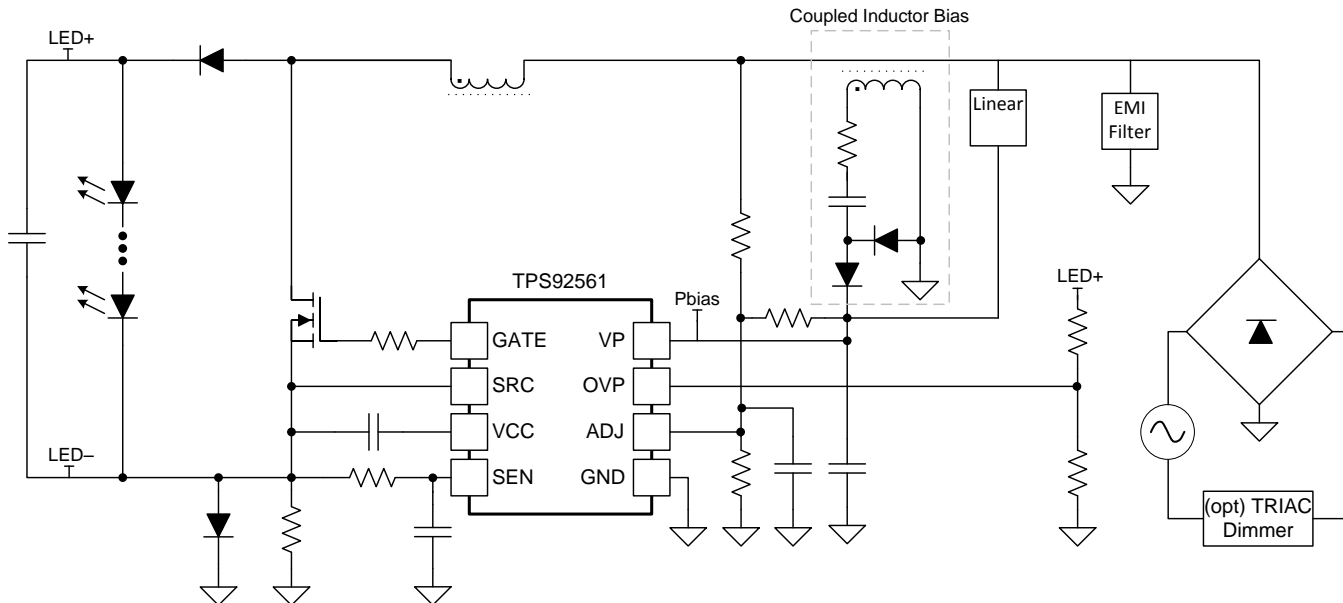 Coupled Inductor Bias
LED+
Linear
EMI
Filter
TPS92561
Pbias
LED+
GATE
VP
SRC
OVP
VCC
ADJ
LED–
SEN
GND
(opt) TRIAC
Dimmer